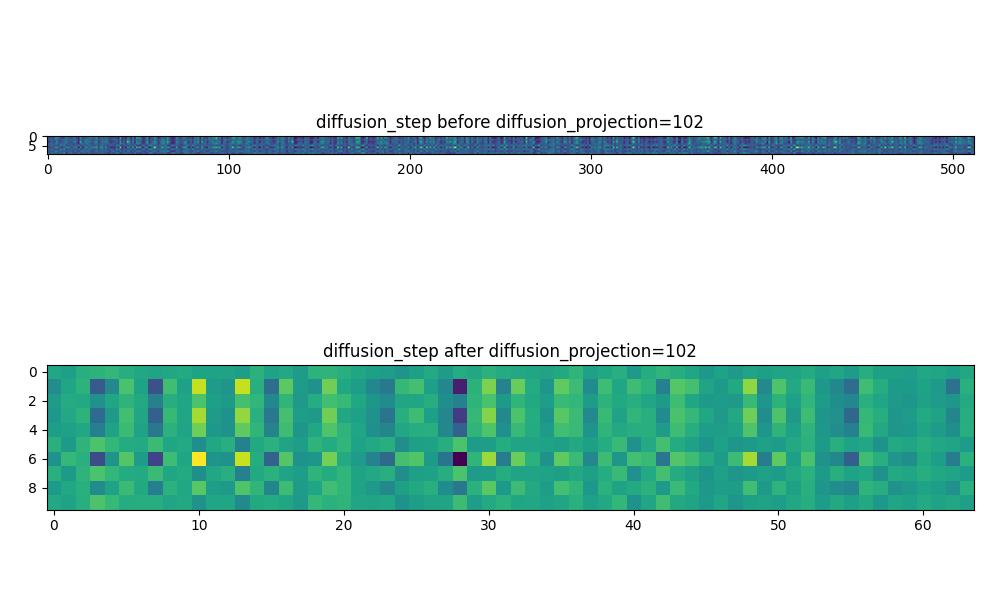 diffusion_step before diffusion_projection=102
0
5
0 100 200 300 400 500
diffusion_step after diffusion_projection=102
0
2
4
6
8
0 10 20 30 40 50 60